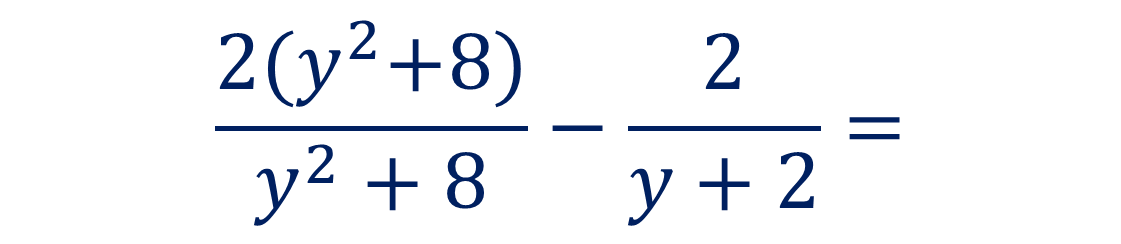 2(y²+8)/y² + 8 − 2/y + 2 =